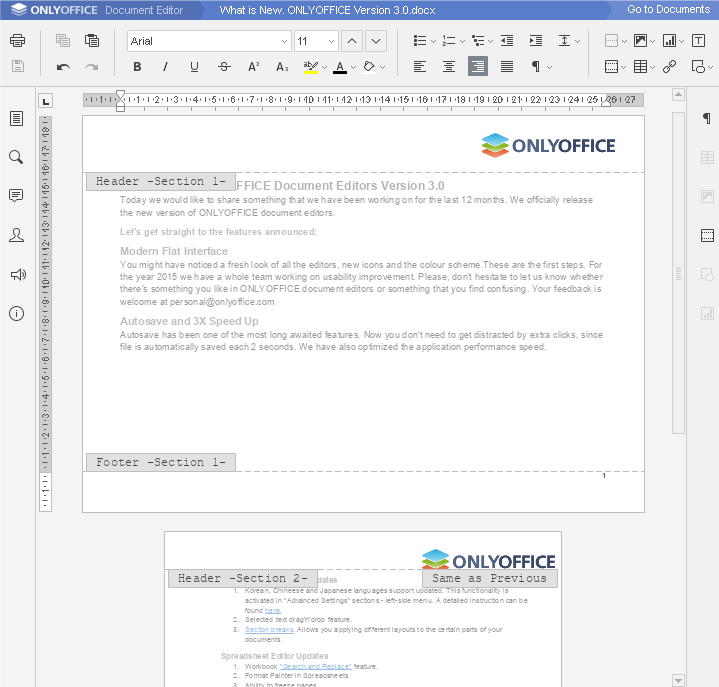 ONLYOFFICE Document Editor What is New. ONLYOFFICE Version 3.0.docx Go to Documents
Arial 11
ONLYOFFICE
Header -Section 1-
FFICE Document Editors Version 3.0
Today we would like to share something that we have been working on for the last 12 months. We officially release
the new version of ONLYOFFICE document editors.
Let's get straight to the features announced:
Modern Flat Interface
You might have noticed a fresh look of all the editors, new icons and the colour scheme.These are the first steps. For
the year 2015 we have a whole team working on usability improvement. Please, don't hesitate to let us know whether
there's something you like in ONLYOFFICE document editors or something that you find confusing. Your feedback is
welcome at personal@onlyoffice.com
Autosave and 3X Speed Up
Autosave has been one of the most long awaited features. Now you don't need to get distracted by extra clicks, since
file is automatically saved each 2 seconds. We have also optimized the application performance speed.
Footer -Section 1-
1
ONLYOFFICE
Header -Section 2- dates Same as Previous
1. Korean, Chineese and Japanese languages support updated. This functionality is
activated in "Advanced Settings" sections - left-side menu. A detailed instruction can be
found here.
2. Selected text drag'n'drop feature.
3. Section breaks. Allows you applying different layouts to the certain parts of your
documents.
Spreadsheet Editor Updates
1. Workbook "Search and Replace" feature.
2. Format Painter in Spreadsheets
3. Ability to freeze panes